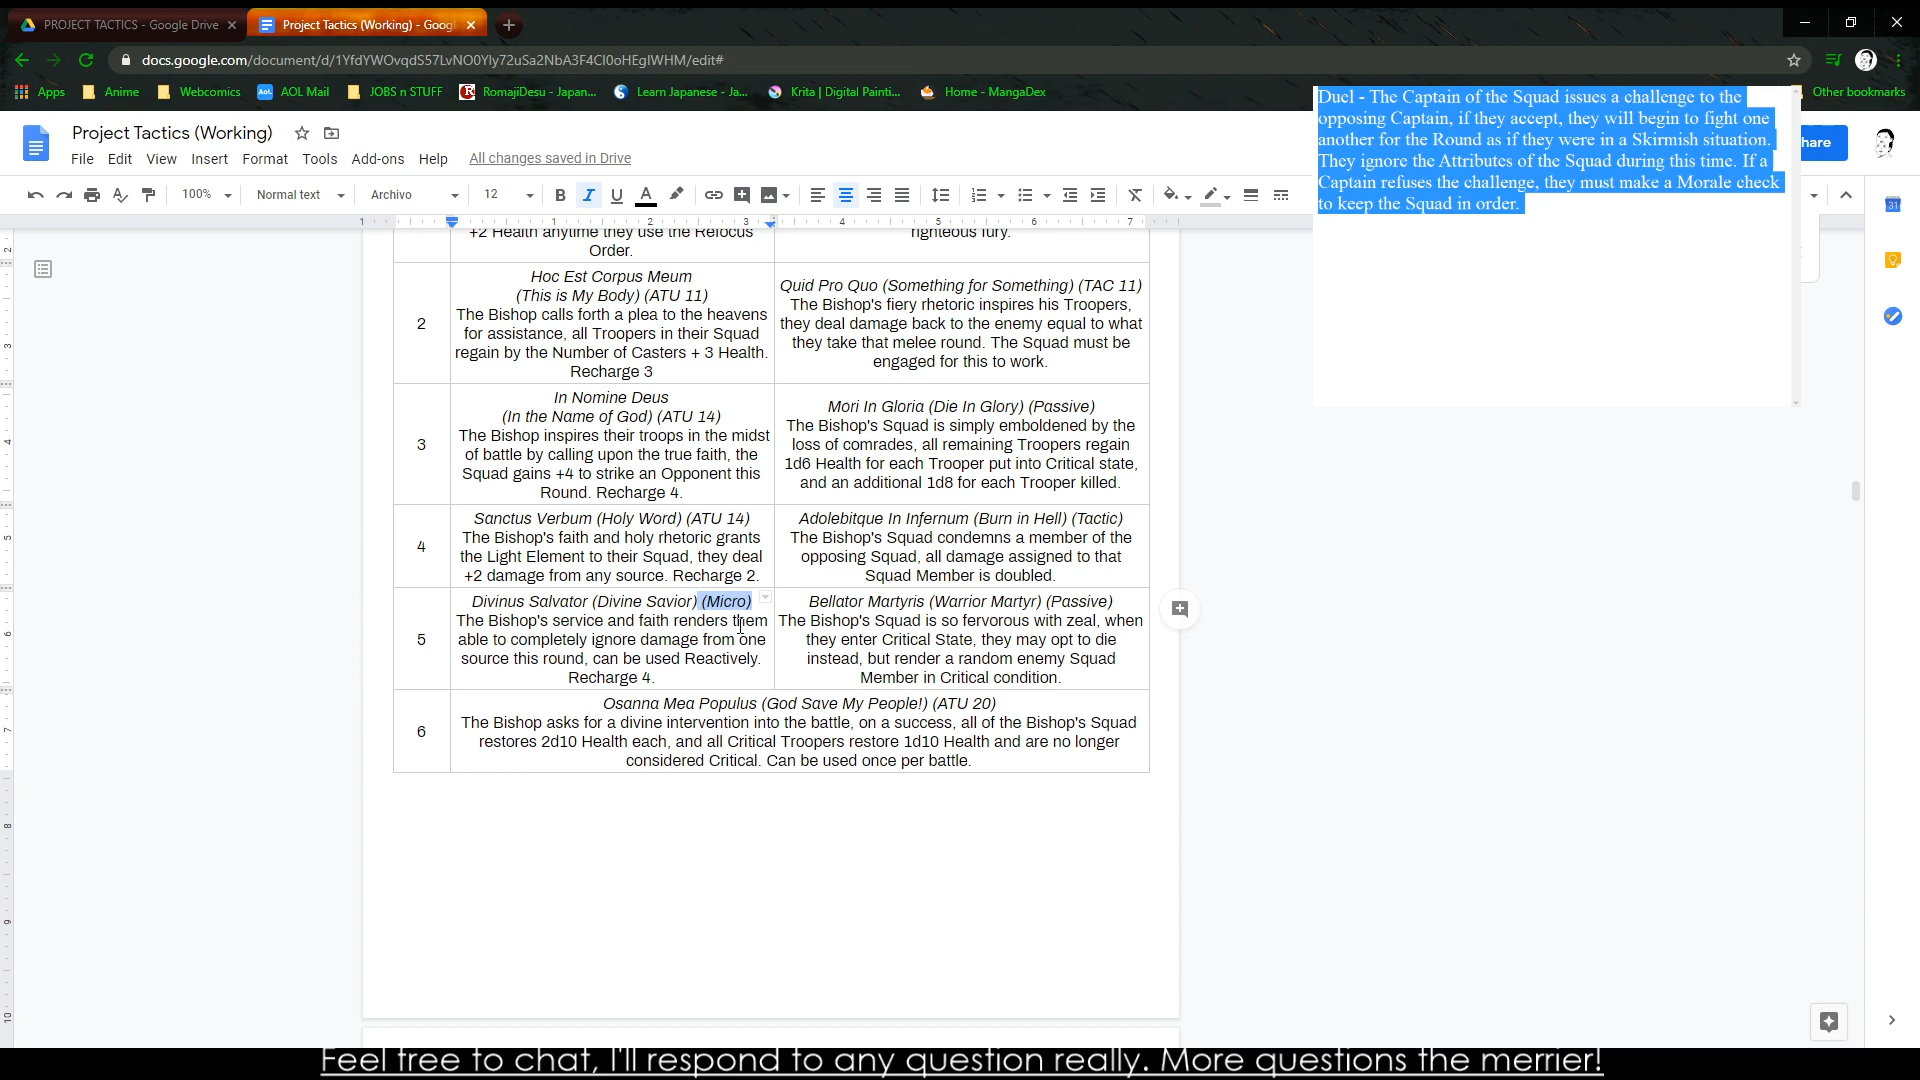 PROJECT TACTICS - Google Drive
Project Tactics (Working) - Goog
docs.google.com/document/d/1YfdYWOvqdS57LvNO0Yly72uSa2NbA3F4Cl0oHEglWHM/edit#
Apps
Anime
Webcomics
AOL Mail
JOBS n STUFF
RomajiDesu - Japan...
Learn Japanese - Ja...
Krita | Digital Painti...
Home - MangaDex
Other bookmarks
Project Tactics (Working)
File Edit View Insert Format Tools Add-ons Help All changes saved in Drive
hare
100% Normal text Archivo 12
Duel - The Captain of the Squad issues a challenge to the
opposing Captain, if they accept, they will begin to fight one
another for the Round as if they were in a Skirmish situation.
They ignore the Attributes of the Squad during this time. If a
Captain refuses the challenge, they must make a Morale check
to keep the Squad in order.
+2 Health anytime they use the Refocus
Order.
righteous fury.
2
Hoc Est Corpus Meum
(This is My Body) (ATU 11)
The Bishop calls forth a plea to the heavens
for assistance, all Troopers in their Squad
regain by the Number of Casters + 3 Health.
Recharge 3
Quid Pro Quo (Something for Something) (TAC 11)
The Bishop's fiery rhetoric inspires his Troopers,
they deal damage back to the enemy equal to what
they take that melee round. The Squad must be
engaged for this to work.
3
In Nomine Deus
(In the Name of God) (ATU 14)
The Bishop inspires their troops in the midst
of battle by calling upon the true faith, the
Squad gains +4 to strike an Opponent this
Round. Recharge 4.
Mori In Gloria (Die In Glory) (Passive)
The Bishop's Squad is simply emboldened by the
loss of comrades, all remaining Troopers regain
1d6 Health for each Trooper put into Critical state,
and an additional 1d8 for each Trooper killed.
4
Sanctus Verbum (Holy Word) (ATU 14)
The Bishop's faith and holy rhetoric grants
the Light Element to their Squad, they deal
+2 damage from any source. Recharge 2.
Adolebitque In Infernum (Burn in Hell) (Tactic)
The Bishop's Squad condemns a member of the
opposing Squad, all damage assigned to that
Squad Member is doubled.
5
Divinus Salvator (Divine Savior) (Micro)
The Bishop's service and faith renders them
able to completely ignore damage from one
source this round, can be used Reactively.
Recharge 4.
Bellator Martyris (Warrior Martyr) (Passive)
The Bishop's Squad is so fervorous with zeal, when
they enter Critical State, they may opt to die
instead, but render a random enemy Squad
Member in Critical condition.
6
Osanna Mea Populus (God Save My People!) (ATU 20)
The Bishop asks for a divine intervention into the battle, on a success, all of the Bishop's Squad
restores 2d10 Health each, and all Critical Troopers restore 1d10 Health and are no longer
considered Critical. Can be used once per battle.
Feel free to chat, I'll respond to any question really. More questions the merrier!